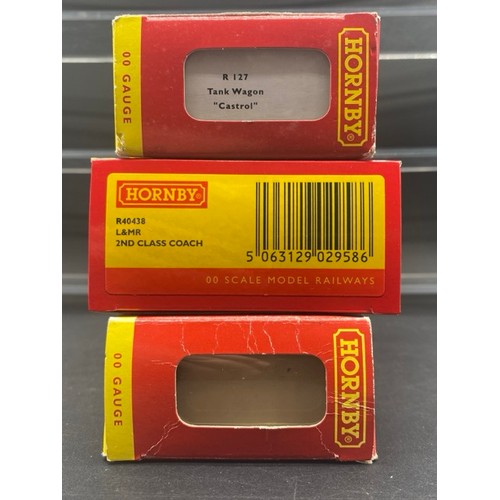 00 GAUGE
R 127
Tank Wagon
"Castrol"
HORNBY®
HORNBY®
R40438
L&MR
2ND CLASS COACH
5 063129 029586
00 SCALE MODEL RAILWAYS
00 GAUGE
HORNBY®